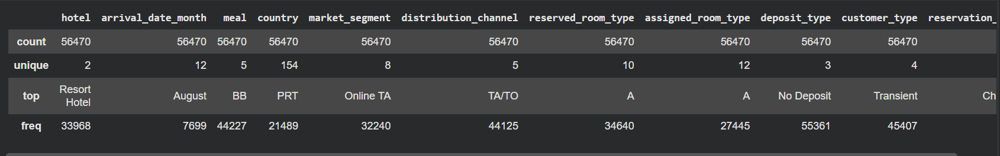 hotel arrival_date_month meal country market_segment distribution_channel reserved_room_type assigned_room_type deposit_type customer_type reservation_
count 56470 56470 56470 56470 56470 56470 56470 56470 56470 56470
unique 2 12 5 154 8 5 10 12 3 4
top Resort Hotel August BB PRT Online TA TA/TO A A No Deposit Transient Ch
freq 33968 7699 44227 21489 32240 44125 34640 27445 55361 45407